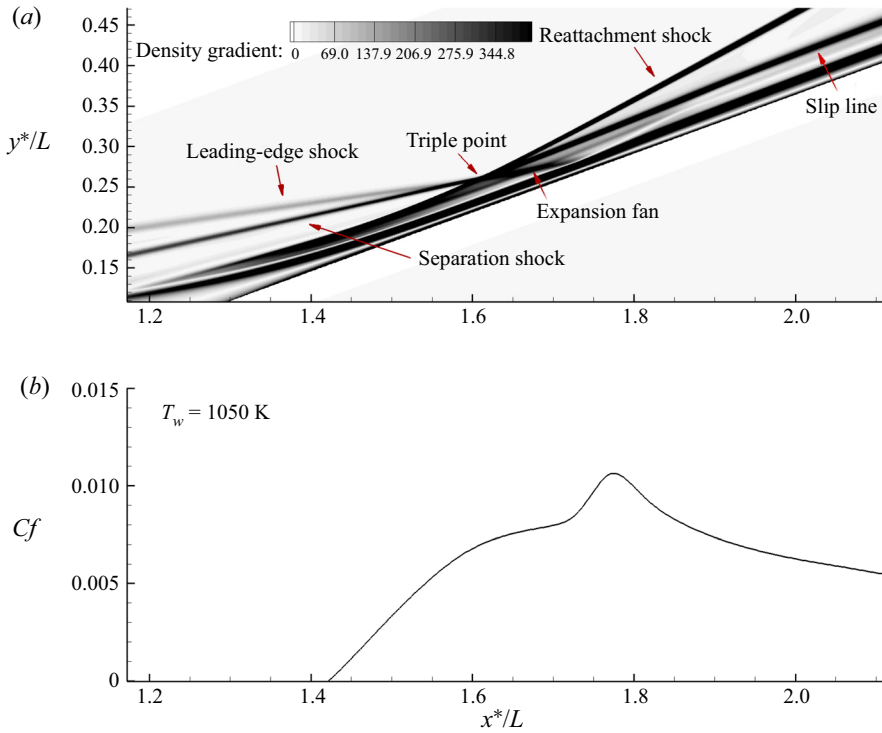 (a)
0.45
0.40
0.35
0.30
0.25
0.20
0.15
y*/L
Density gradient:
0 69.0 137.9 206.9 275.9 344.8
Reattachment shock
Slip line
Triple point
Leading-edge shock
Expansion fan
Separation shock
1.2 1.4 1.6 1.8 2.0
(b)
0.015
0.010
0.005
0
Cf
T_w = 1050 K
1.2 1.4 1.6 1.8 2.0
x*/L